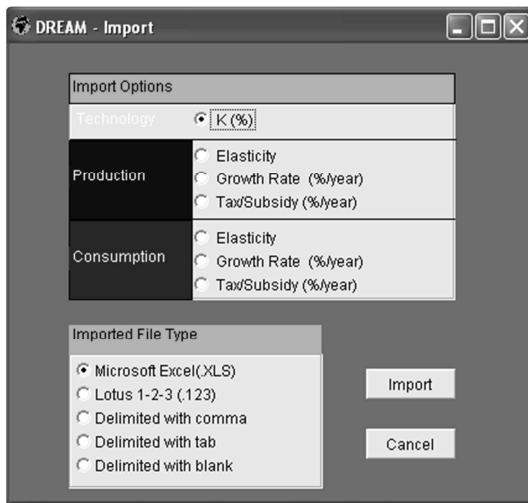 DREAM - Import
Import Options
Technology K (%)
Production
Elasticity
Growth Rate (%/year)
Tax/Subsidy (%/year)
Consumption
Elasticity
Growth Rate (%/year)
Tax/Subsidy (%/year)
Imported File Type
Microsoft Excel(.XLS)
Lotus 1-2-3 (.123)
Delimited with comma
Delimited with tab
Delimited with blank
Import
Cancel